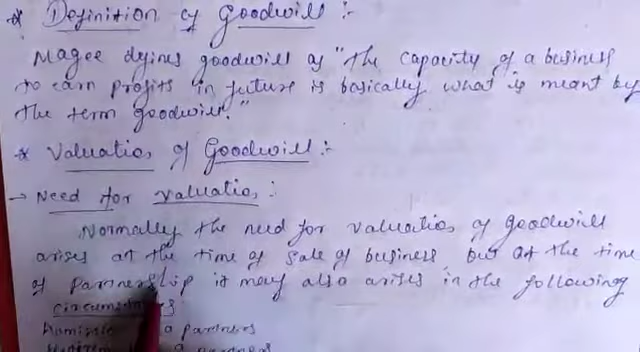 * Definition of Goodwill :-
Magee defines goodwill as "the capacity of a business
to earn profits in future is basically what is meant by
the term goodwill."
* Valuation of Goodwill :-
→ Need for valuation :
Normally the need for valuation of goodwill
arises at the time of sale of business, but at the time
of partnership it may also arises in the following
a partners
a partners